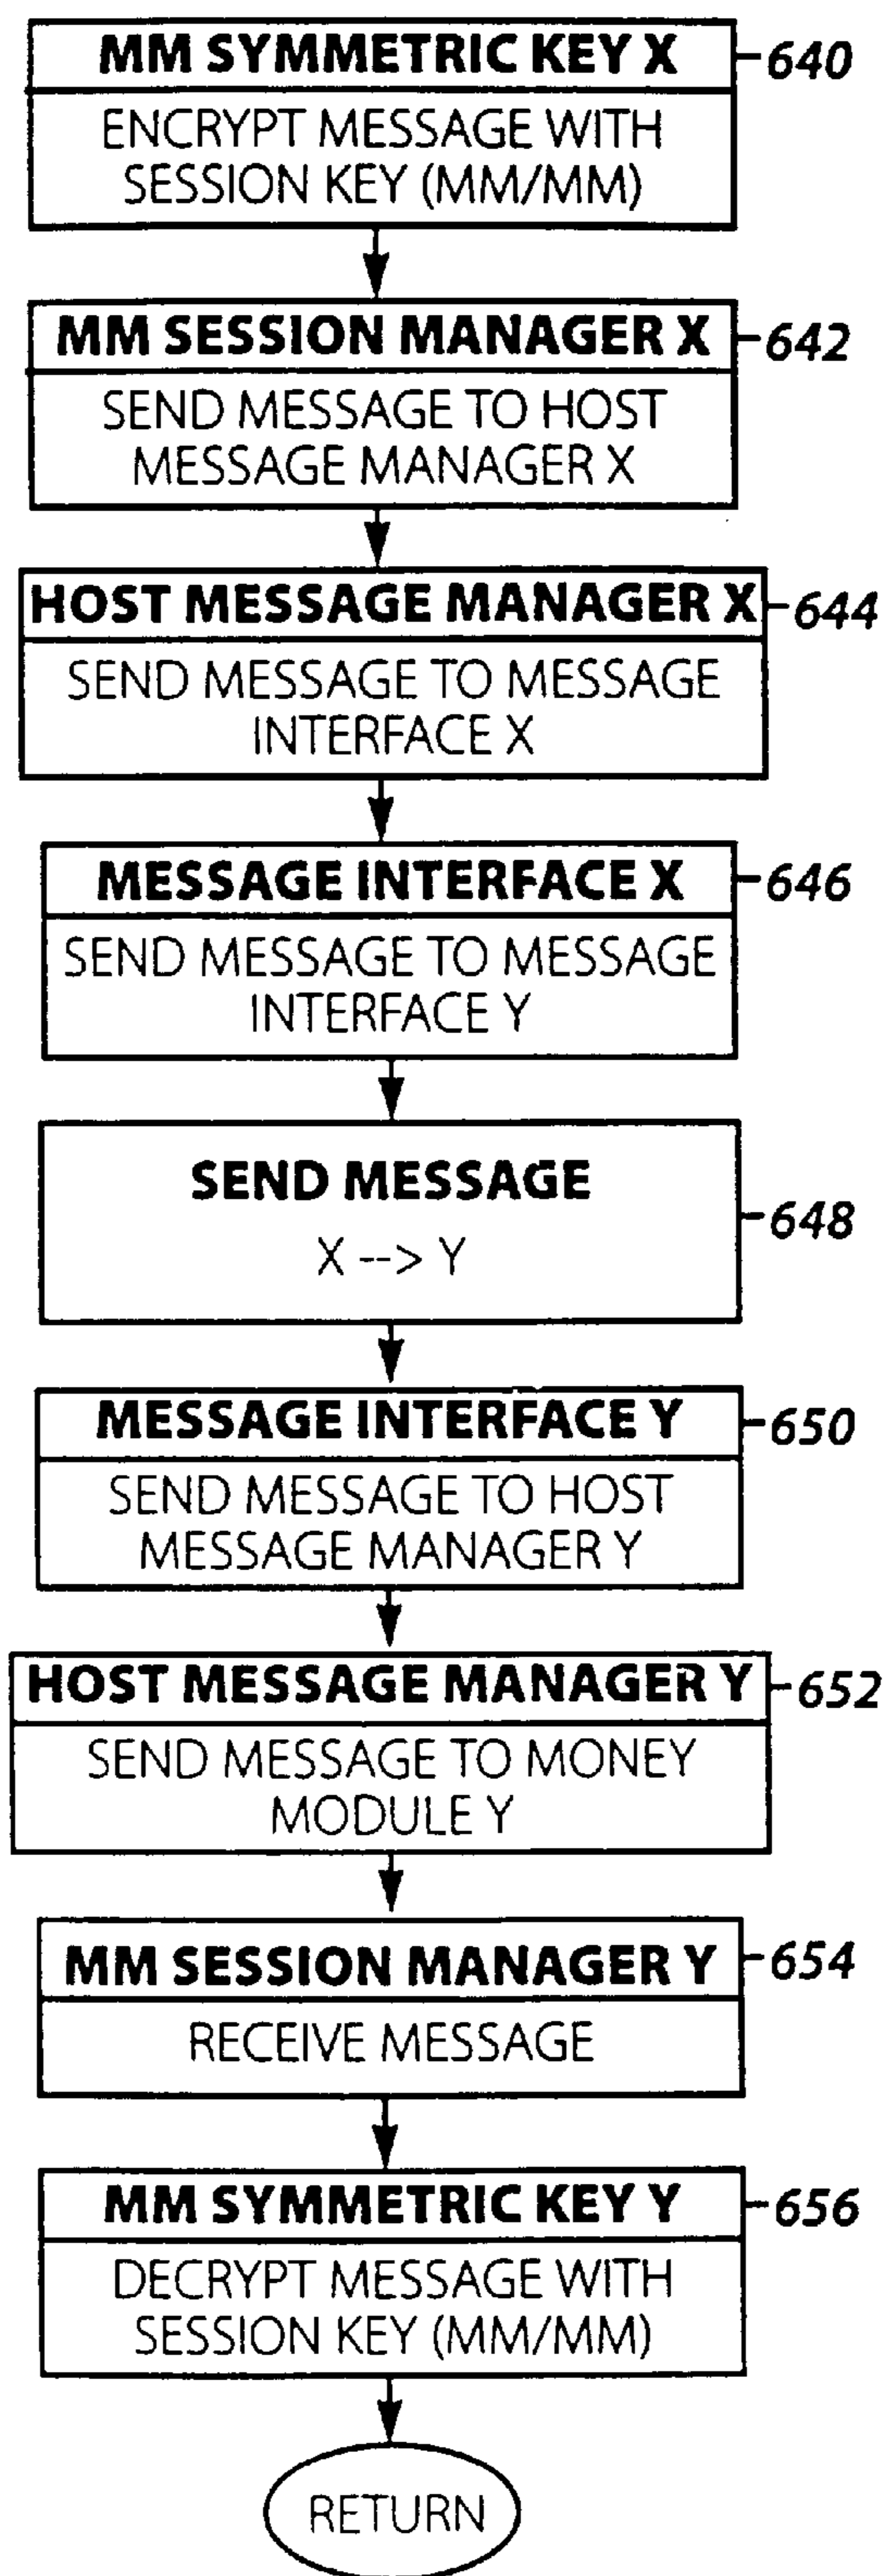 MM SYMMETRIC KEY X 640
ENCRYPT MESSAGE WITH
SESSION KEY (MM/MM)
MM SESSION MANAGER X 642
SEND MESSAGE TO HOST
MESSAGE MANAGER X
HOST MESSAGE MANAGER X 644
SEND MESSAGE TO MESSAGE
INTERFACE X
MESSAGE INTERFACE X 646
SEND MESSAGE TO MESSAGE
INTERFACE Y
SEND MESSAGE
648
X --> Y
MESSAGE INTERFACE Y 650
SEND MESSAGE TO HOST
MESSAGE MANAGER Y
HOST MESSAGE MANAGER Y 652
SEND MESSAGE TO MONEY
MODULE Y
MM SESSION MANAGER Y 654
RECEIVE MESSAGE
MM SYMMETRIC KEY Y 656
DECRYPT MESSAGE WITH
SESSION KEY (MM/MM)
RETURN